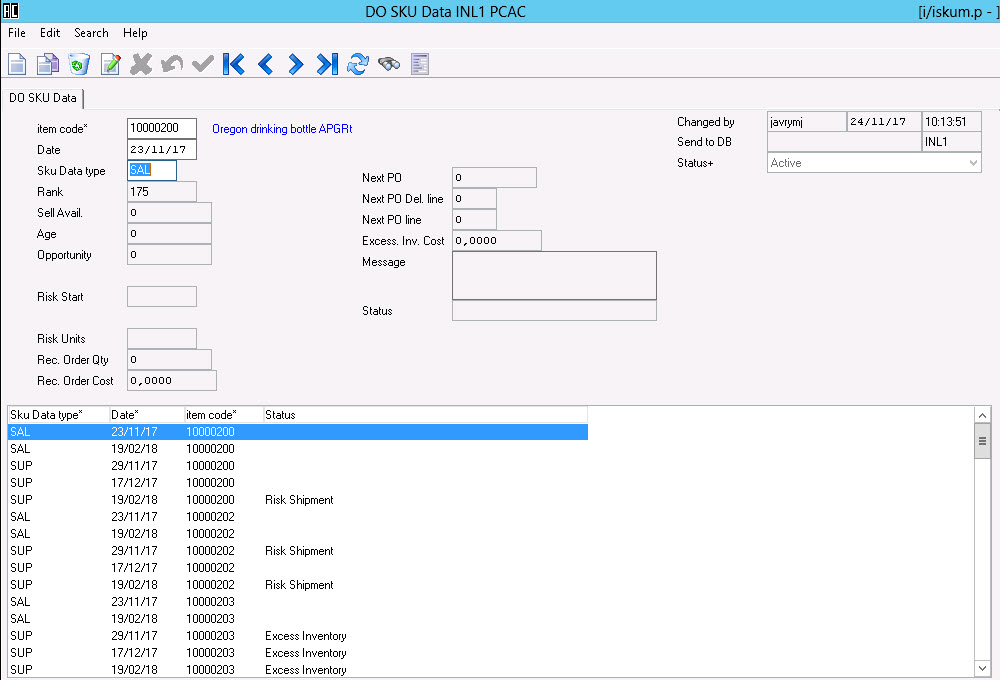 AC DO SKU Data INL1 PCAC [i/iskum.p - ]
File Edit Search Help
DO SKU Data
item code* 10000200 Oregon drinking bottle APGRt
Date 23/11/17
Sku Data type SAL
Rank 175
Sell Avail. 0
Age 0
Opportunity 0
Risk Start
Risk Units
Rec. Order Qty 0
Rec. Order Cost 0,0000
Next PO 0
Next PO Del. line 0
Next PO line 0
Excess. Inv. Cost 0,0000
Message
Status
Changed by javrymj 24/11/17 10:13:51
Send to DB INL1
Status+ Active
Sku Data type* Date* item code* Status
SAL 23/11/17 10000200
SAL 19/02/18 10000200
SUP 29/11/17 10000200
SUP 17/12/17 10000200
SUP 19/02/18 10000200 Risk Shipment
SAL 23/11/17 10000202
SAL 19/02/18 10000202
SUP 29/11/17 10000202 Risk Shipment
SUP 17/12/17 10000202
SUP 19/02/18 10000202 Risk Shipment
SAL 23/11/17 10000203
SAL 19/02/18 10000203
SUP 29/11/17 10000203 Excess Inventory
SUP 17/12/17 10000203 Excess Inventory
SUP 19/02/18 10000203 Excess Inventory